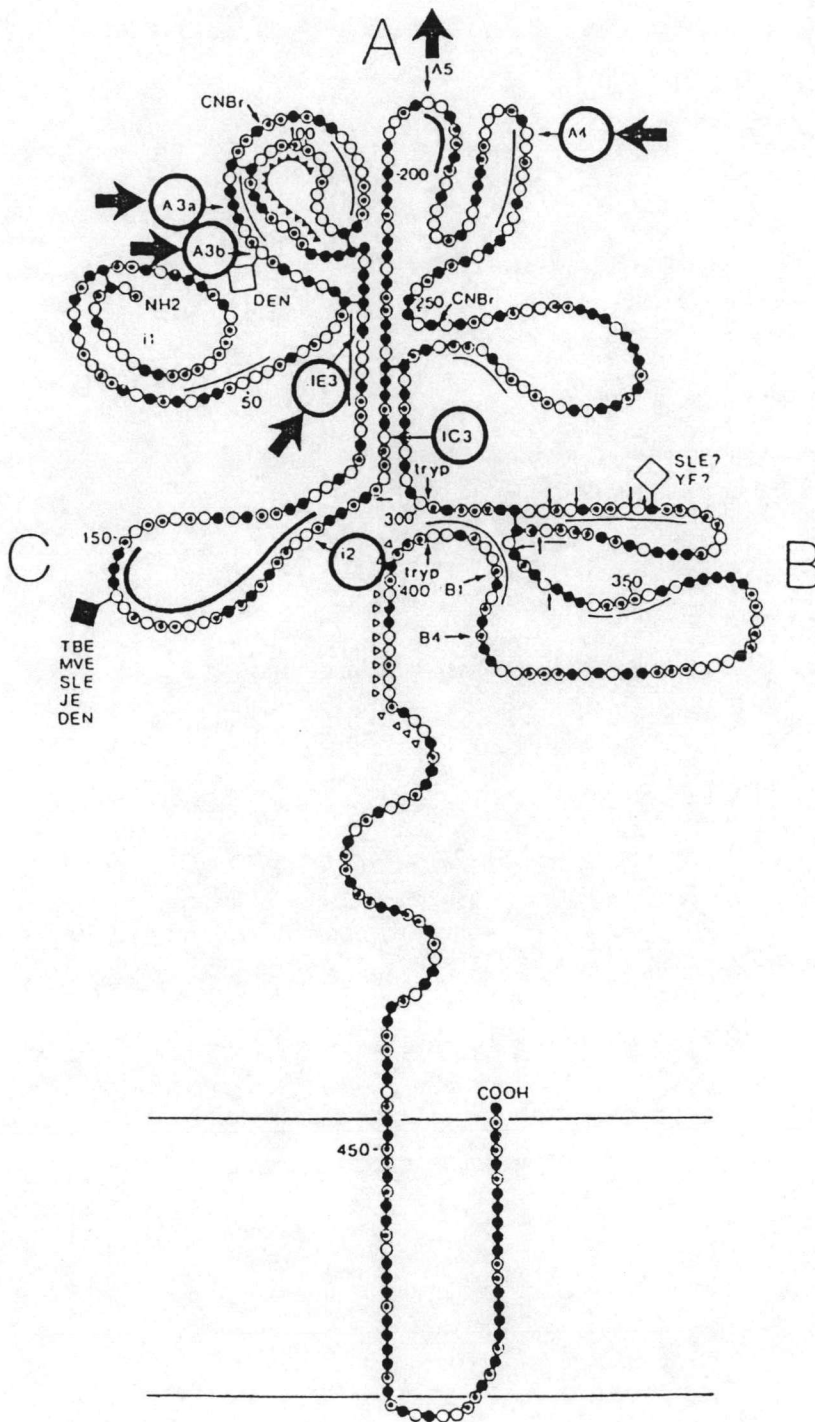 A
A5
CNBr
100
A4
200
A3a
A3b
DEN
NH2
i1
250
CNBr
IE3
50
IC3
tryp
SLE?
YF?
300
150
C
i2
tryp
400
B1
350
B
B4
TBE
MVE
SLE
JE
DEN
COOH
450